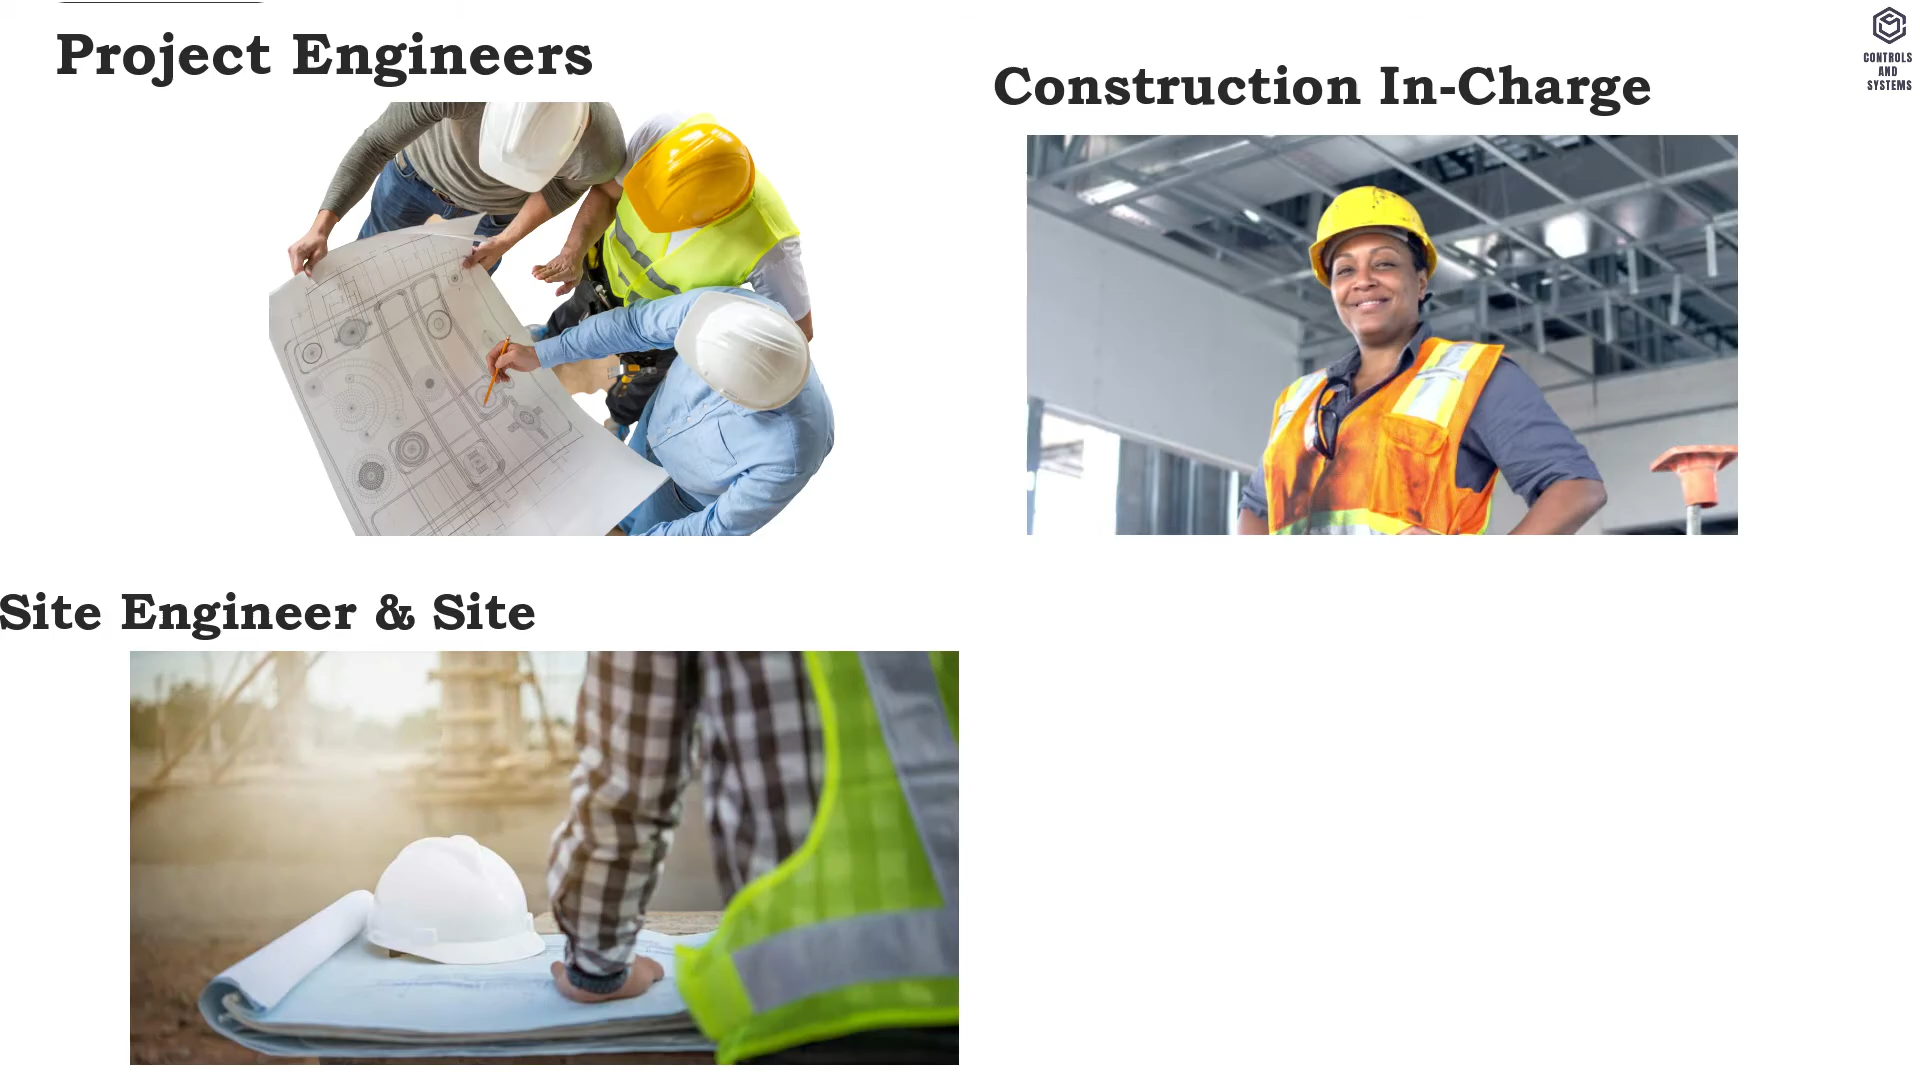 Project Engineers
Construction In-Charge
CONTROLS
AND
SYSTEMS
Site Engineer & Site